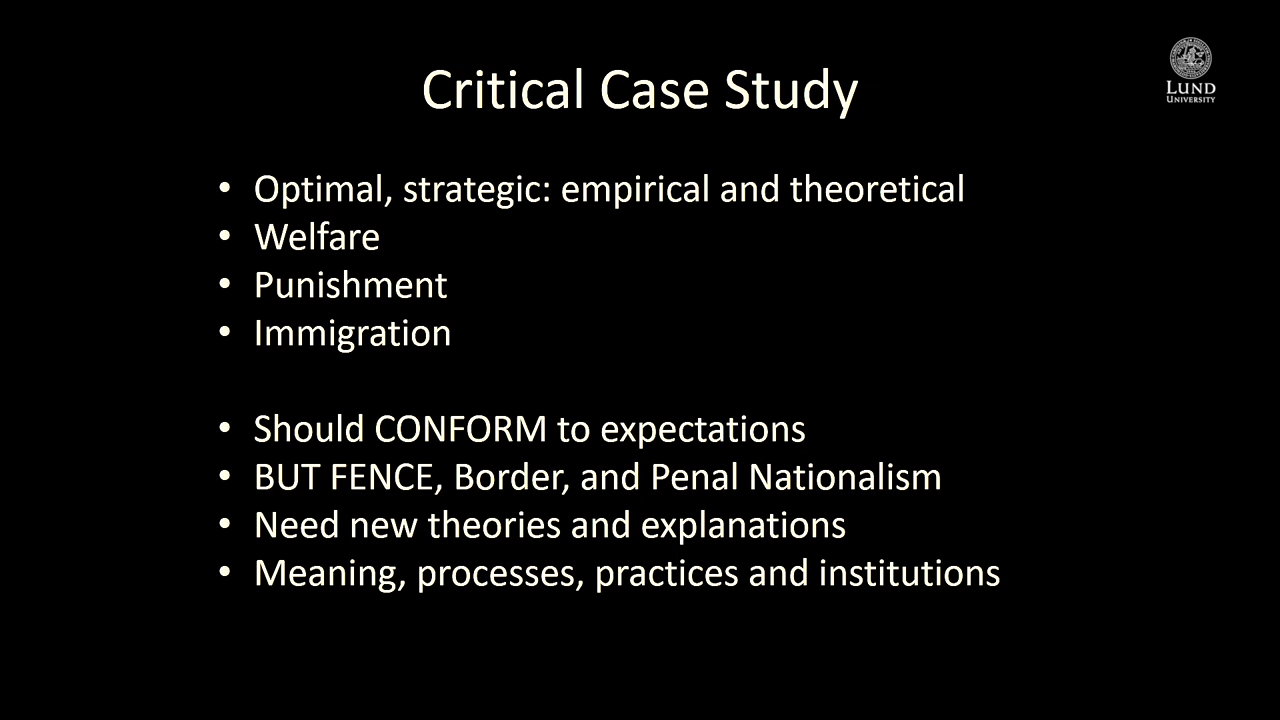 LUND
UNIVERSITY
Critical Case Study
• Optimal, strategic: empirical and theoretical
• Welfare
• Punishment
• Immigration
• Should CONFORM to expectations
• BUT FENCE, Border, and Penal Nationalism
• Need new theories and explanations
• Meaning, processes, practices and institutions